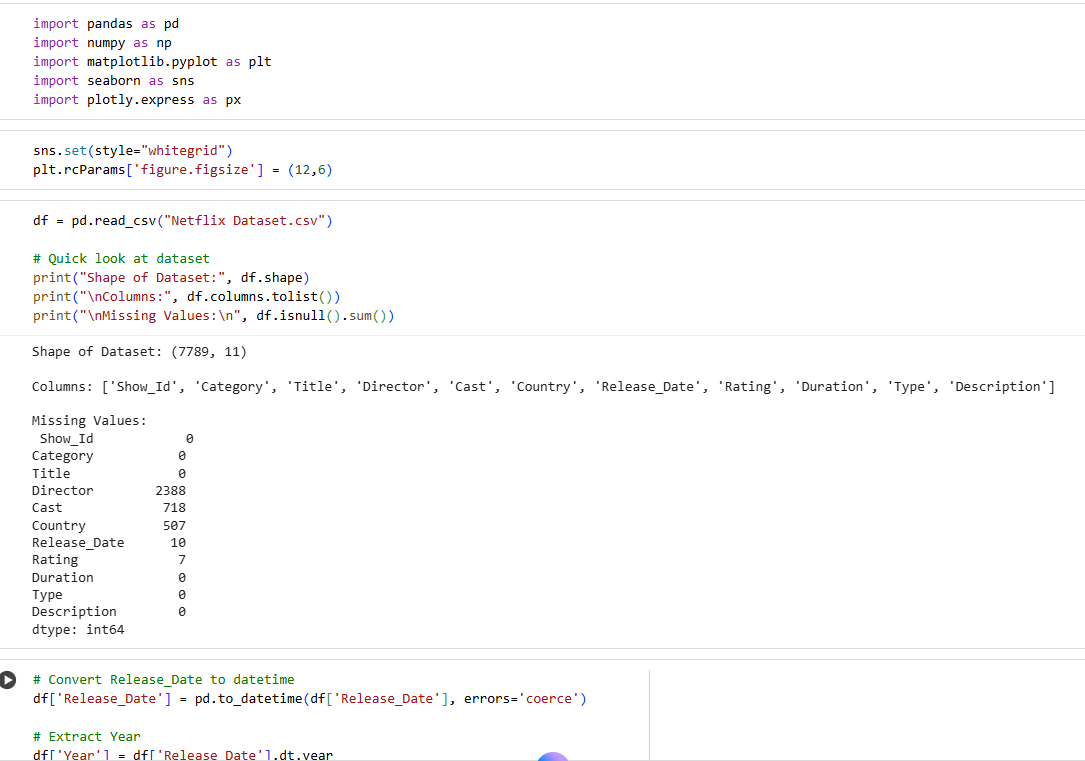 import pandas as pd
import numpy as np
import matplotlib.pyplot as plt
import seaborn as sns
import plotly.express as px
sns.set(style="whitegrid")
plt.rcParams['figure.figsize'] = (12,6)
df = pd.read_csv("Netflix Dataset.csv")
# Quick look at dataset
print("Shape of Dataset:", df.shape)
print("\nColumns:", df.columns.tolist())
print("\nMissing Values:\n", df.isnull().sum())
Shape of Dataset: (7789, 11)
Columns: ['Show_Id', 'Category', 'Title', 'Director', 'Cast', 'Country', 'Release_Date', 'Rating', 'Duration', 'Type', 'Description']
Missing Values:
Show_Id 0
Category 0
Title 0
Director 2388
Cast 718
Country 507
Release_Date 10
Rating 7
Duration 0
Type 0
Description 0
dtype: int64
# Convert Release_Date to datetime
df['Release_Date'] = pd.to_datetime(df['Release_Date'], errors='coerce')
# Extract Year
df['Year'] = df['Release_Date'].dt.year